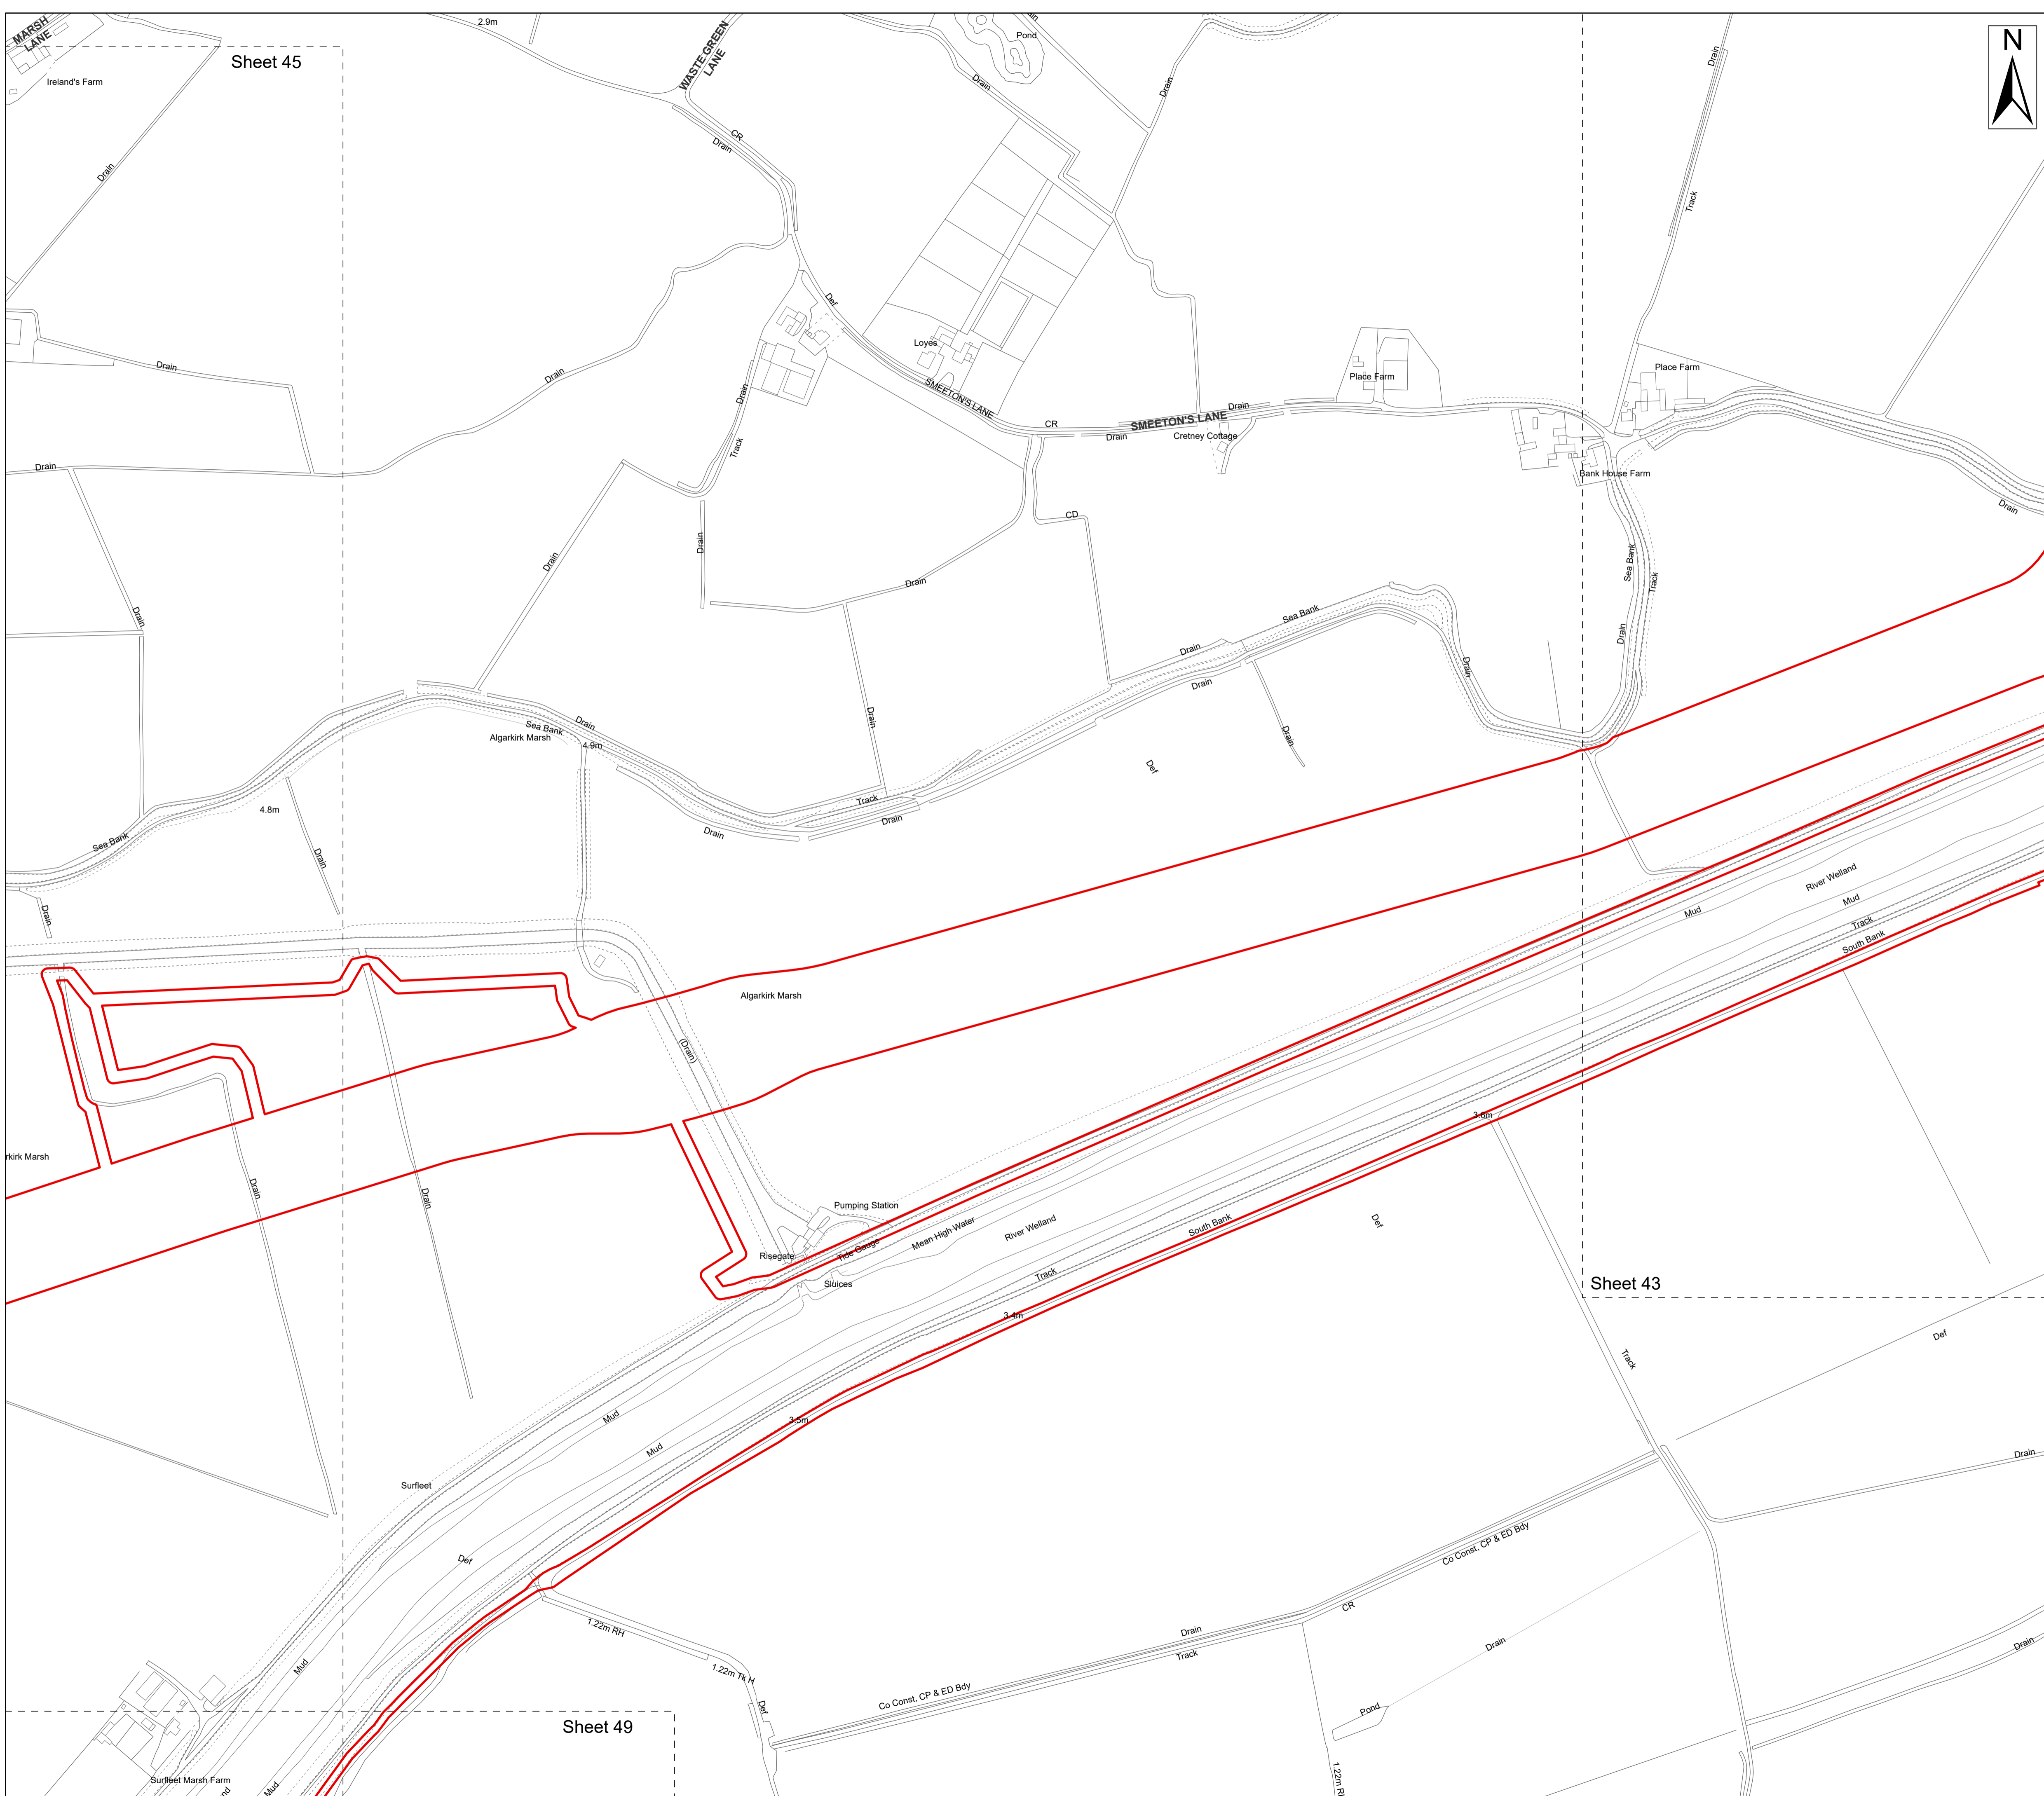 MARSH
LANE
2.9m
WASTE GREEN
LANE
Pond
Drain
Drain
N
Sheet 45
Ireland's Farm
Drain
Drain
CR
Drain
Drain
Track
Def
Loyes
Place Farm
Place Farm
Drain
Drain
Drain
SMEETON'S LANE
CR
SMEETON'S LANE
Drain
Drain
Cretney Cottage
Track
Drain
Bank House Farm
Drain
CD
Drain
Drain
Drain
Sea Bank
Track
Drain
Sea Bank
Drain
Drain
Drain
Drain
Drain
Drain
Drain
Sea Bank
Algarkirk Marsh
4.9m
Def
4.8m
Track
Drain
Drain
Sea Bank
Drain
River Welland
Mud
Mud
Track
South Bank
Drain
Algarkirk Marsh
(Drain)
3.6m
rkirk Marsh
Drain
Drain
Pumping Station
Tide Gauge
Mean High Water
River Welland
South Bank
Def
Risegate
Sluices
Track
Sheet 43
3.4m
Def
Track
Mud
3.5m
Mud
Drain
Surfleet
Def
Co Const, CP & ED Bdy
CR
1.22m RH
Drain
Track
Drain
Drain
Mud
1.22m Tk H
Co Const, CP & ED Bdy
Def
Pond
Sheet 49
Surfleet Marsh Farm
Mud
nd
1.22m R